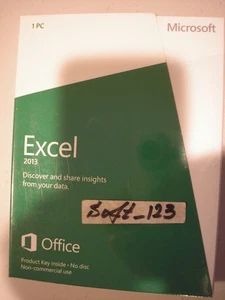 1 PC
Microsoft
Excel
2013
Discover and share insights
from your data.
Soft_123
Office
Product Key inside • No disc
Non-commercial use